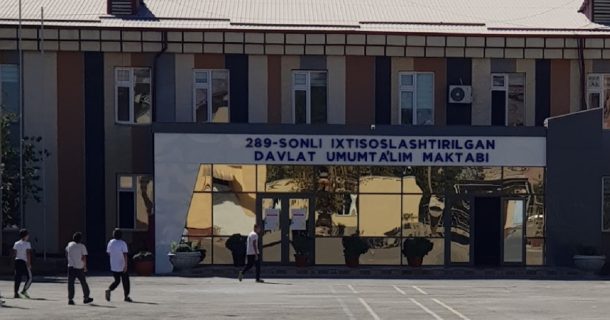 289-SONLI IXTISOSLASHTIRILGAN
DAVLAT UMUMTA'LIM MAKTABI